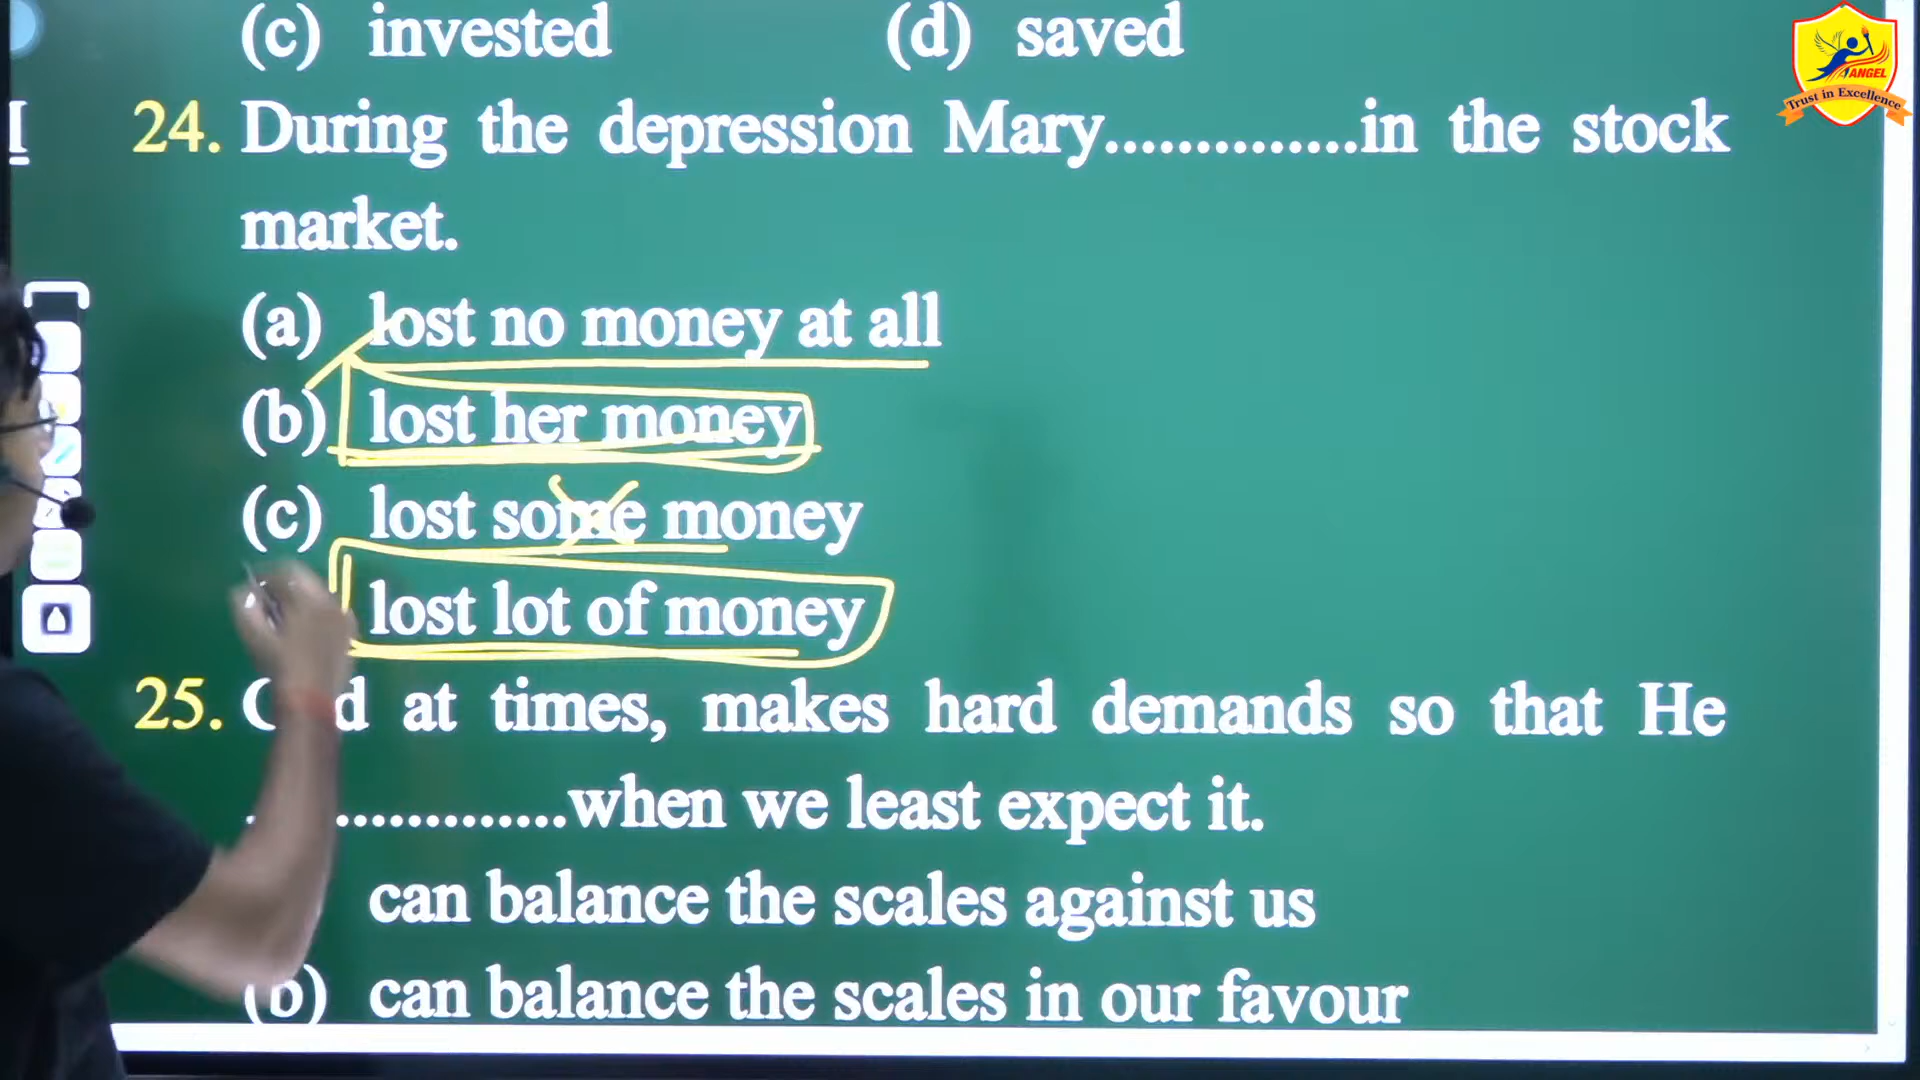 (c) invested (d) saved
24. During the depression Mary..............in the stock
market.
(a) lost no money at all
(b) lost her money
(c) lost some money
lost lot of money
25. at times, makes hard demands so that He
.............when we least expect it.
can balance the scales against us
(b) can balance the scales in our favour
ANGEL
Trust in Excellence